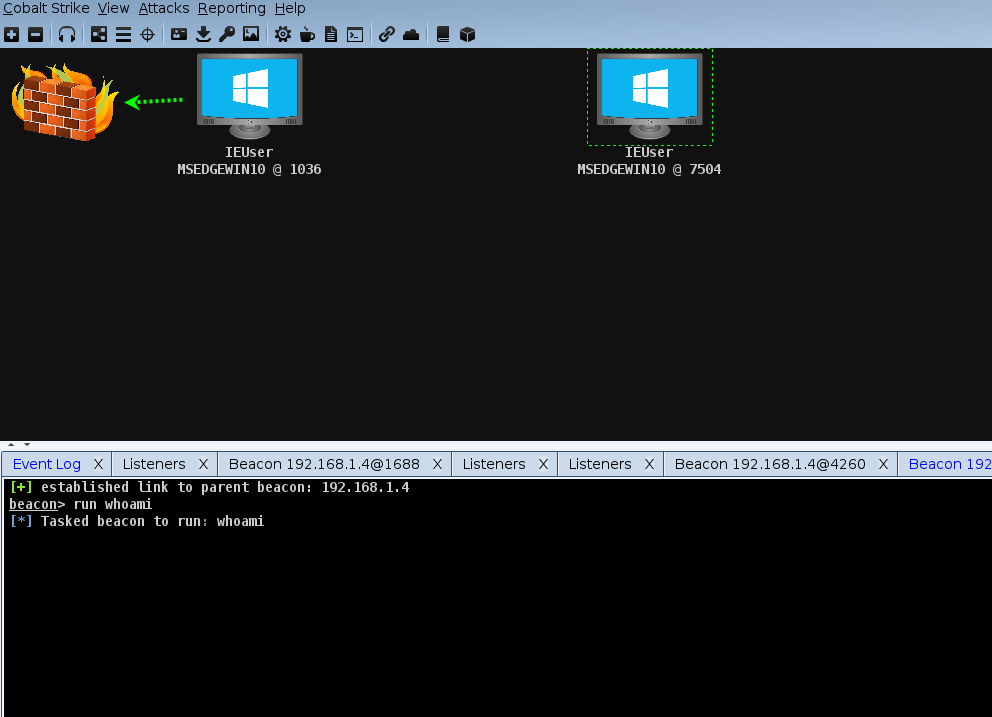 Cobalt Strike View Attacks Reporting Help
IEUser
MSEDGEWIN10 @ 1036
IEUser
MSEDGEWIN10 @ 7504
Event Log X Listeners X Beacon 192.168.1.4@1688 X Listeners X Listeners X Beacon 192.168.1.4@4260 X Beacon 192
[+] established link to parent beacon: 192.168.1.4
beacon> run whoami
[*] Tasked beacon to run: whoami